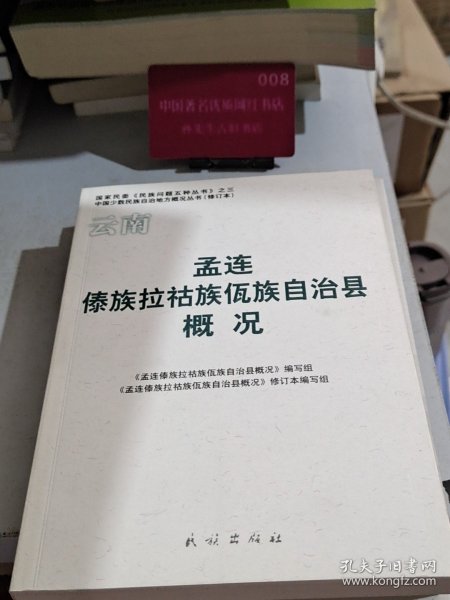 008
中国著名优质网红书店
国家民委《民族问题五种丛书》之三
中国少数民族自治地方概况丛书(修订本)
云南
孟连
傣族拉祜族佤族自治县
概况
《孟连傣族拉祜族佤族自治县概况》编写组
《孟连傣族拉祜族佤族自治县概况》修订本编写组
民族出版社
孔夫子旧书网
www.kongfz.com